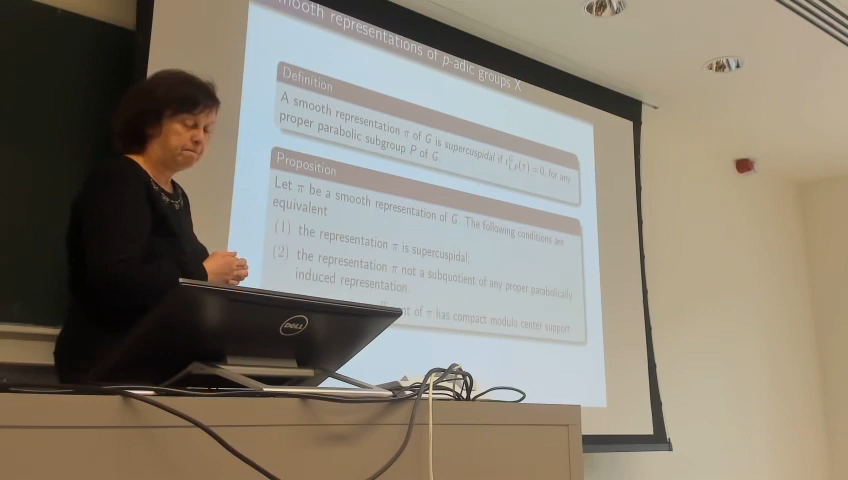 smooth representations of p-adic groups X
Definition
A smooth representation π of G is supercuspidal if r^G_{L,P}(π) = 0, for any
proper parabolic subgroup P of G.
Proposition
Let π be a smooth representation of G. The following conditions are
equivalent
(1) the representation π is supercuspidal;
(2) the representation π not a subquotient of any proper parabolically
induced representation.
of π has compact modulo center support
DELL